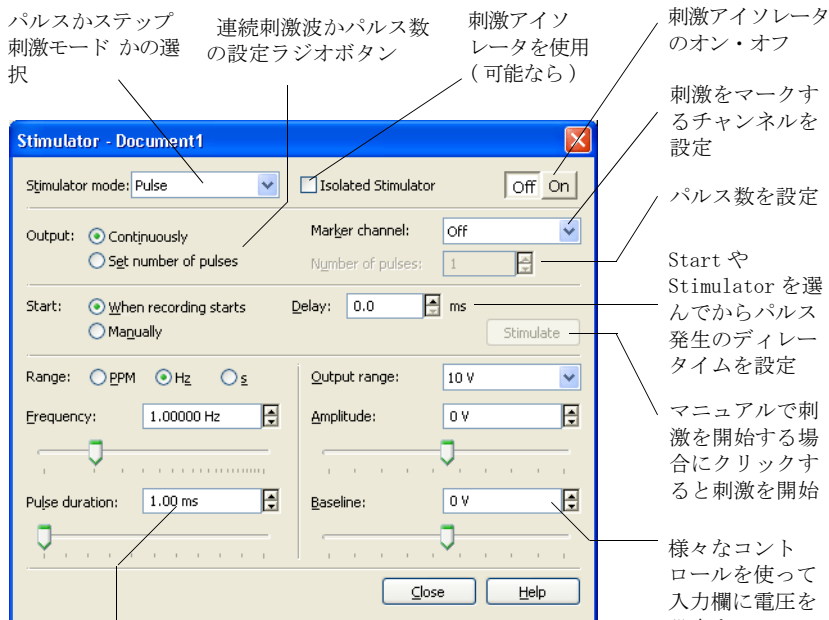 パルスかステップ
刺激モード かの選
択
連続刺激波かパルス数
の設定ラジオボタン
刺激アイソ
レータを使用
( 可能なら )
刺激アイソレータ
のオン・オフ
刺激をマークす
るチャンネルを
設定
パルス数を設定
Start や
Stimulator を選
んでからパルス
発生のディレー
タイムを設定
マニュアルで刺
激を開始する場
合にクリックす
ると刺激を開始
様々なコント
ロールを使って
入力欄に電圧を
Stimulator - Document1
Stimulator mode: Pulse
Isolated Stimulator
Off On
Output: Continuously
Set number of pulses
Marker channel: Off
Number of pulses: 1
Start: When recording starts
Manually
Delay: 0.0 ms
Stimulate
Range: PPM Hz s
Output range: 10 V
Frequency: 1.00000 Hz
Amplitude: 0 V
Pulse duration: 1.00 ms
Baseline: 0 V
Close Help